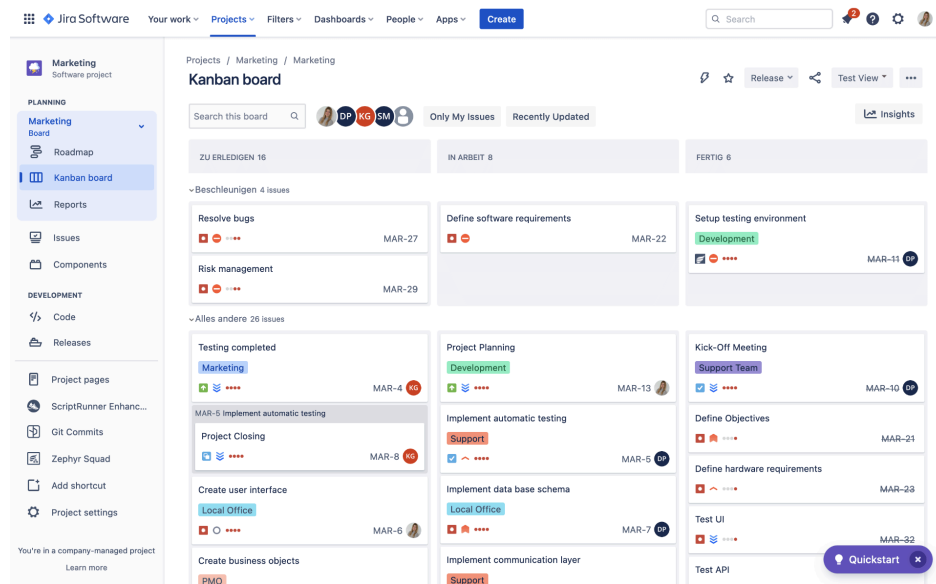 Jira Software Your work Projects Filters Dashboards People Apps Create Search 2
Marketing
Software project
PLANNING
Marketing
Board
Roadmap
Kanban board
Reports
Issues
Components
DEVELOPMENT
Code
Releases
Project pages
ScriptRunner Enhanc...
Git Commits
Zephyr Squad
Add shortcut
Project settings
You're in a company-managed project
Learn more
Projects / Marketing / Marketing
Kanban board
Release
Test View
Search this board
DP KG SM
Only My Issues
Recently Updated
Insights
ZU ERLEDIGEN 16
IN ARBEIT 8
FERTIG 6
Beschleunigen 4 issues
Resolve bugs
MAR-27
Risk management
MAR-29
Define software requirements
MAR-22
Setup testing environment
Development
MAR-11 DP
Alles andere 26 issues
Testing completed
Marketing
MAR-4 KG
MAR-5 Implement automatic testing
Project Closing
MAR-8 KG
Create user interface
Local Office
MAR-6
Create business objects
PMO
Project Planning
Development
MAR-13
Implement automatic testing
Support
MAR-5 DP
Implement data base schema
Local Office
MAR-7 DP
Implement communication layer
Support
Kick-Off Meeting
Support Team
MAR-10 DP
Define Objectives
MAR-21
Define hardware requirements
MAR-23
Test UI
MAR-32
Test API
Quickstart